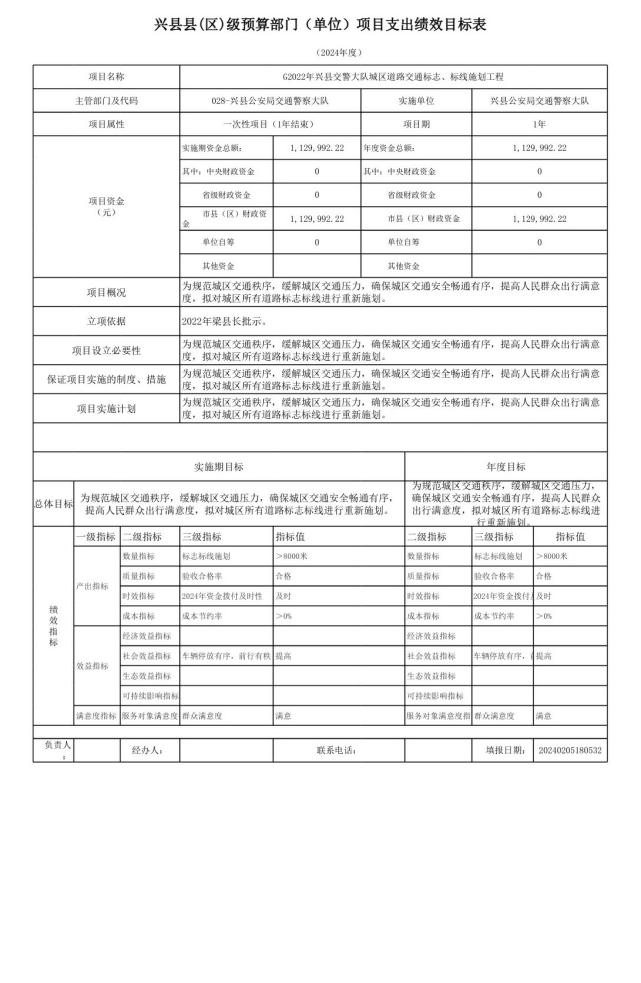 兴县县(区)级预算部门（单位）项目支出绩效目标表
（2024年度）
项目名称 G2022年兴县交警大队城区道路交通标志、标线施划工程
主管部门及代码 028-兴县公安局交通警察大队 实施单位 兴县公安局交通警察大队
项目属性 一次性项目（1年结束） 项目期 1年
项目资金
（元）
实施期资金总额: 1,129,992.22 年度资金总额: 1,129,992.22
其中: 中央财政资金 0 其中: 中央财政资金 0
省级财政资金 0 省级财政资金 0
市县（区）财政资金 1,129,992.22 市县（区）财政资金 1,129,992.22
单位自筹 0 单位自筹 0
其他资金 其他资金
项目概况 为规范城区交通秩序，缓解城区交通压力，确保城区交通安全畅通有序，提高人民群众出行满意
度，拟对城区所有道路标志标线进行重新施划。
立项依据 2022年梁县长批示。
项目设立必要性 为规范城区交通秩序，缓解城区交通压力，确保城区交通安全畅通有序，提高人民群众出行满意
度，拟对城区所有道路标志标线进行重新施划。
保证项目实施的制度、措施 为规范城区交通秩序，缓解城区交通压力，确保城区交通安全畅通有序，提高人民群众出行满意
度，拟对城区所有道路标志标线进行重新施划。
项目实施计划 为规范城区交通秩序，缓解城区交通压力，确保城区交通安全畅通有序，提高人民群众出行满意
度，拟对城区所有道路标志标线进行重新施划。
实施期目标 年度目标
总体目标
为规范城区交通秩序，缓解城区交通压力，确保城区交通安全畅通有序，
提高人民群众出行满意度，拟对城区所有道路标志标线进行重新施划。
为规范城区交通秩序，缓解城区交通压力，
确保城区交通安全畅通有序，提高人民群众
出行满意度，拟对城区所有道路标志标线进
行重新施划。
绩效指标
一级指标 二级指标 三级指标 指标值 二级指标 三级指标 指标值
产出指标
数量指标 标志标线施划 ＞8000米 数量指标 标志标线施划 ＞8000米
质量指标 验收合格率 合格 质量指标 验收合格率 合格
时效指标 2024年资金拨付及时性 及时 时效指标 2024年资金拨付 及时
成本指标 成本节约率 ＞0% 成本指标 成本节约率 ＞0%
效益指标
经济效益指标 经济效益指标
社会效益指标 车辆停放有序，前行有秩 提高 社会效益指标 车辆停放有序， 提高
生态效益指标 生态效益指标
可持续影响指标 可持续影响指标
满意度指标 服务对象满意度 群众满意度 满意 服务对象满意度指 群众满意度 满意
负责人： 经办人： 联系电话： 填报日期： 20240205180532